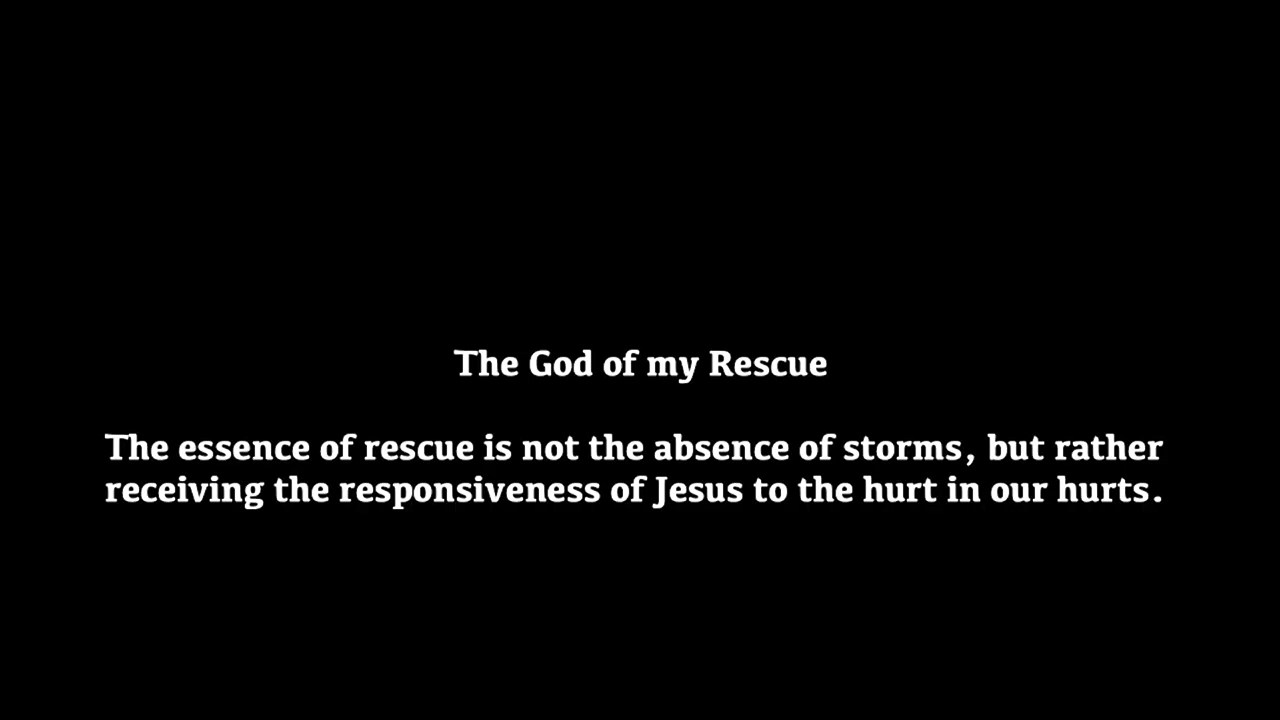 The God of my Rescue
The essence of rescue is not the absence of storms, but rather
receiving the responsiveness of Jesus to the hurt in our hurts.